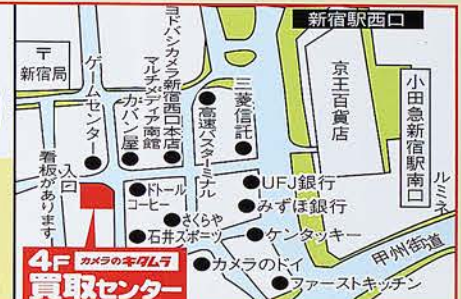 新宿駅西口
〒
新宿局
ゲームセンター
カバン屋
ヨドバシカメラ新宿西口本店
マルチメディア南館
高速バスターミナル
三菱信託
京王百貨店
小田急新宿駅南口
ルミネ
入口
看板があります
ドトール
コーヒー
さくらや
石井スポーツ
UFJ銀行
みずほ銀行
ケンタッキー
甲州街道
カメラのドイ
ファーストキッチン
4F カメラのキタムラ
買取センター